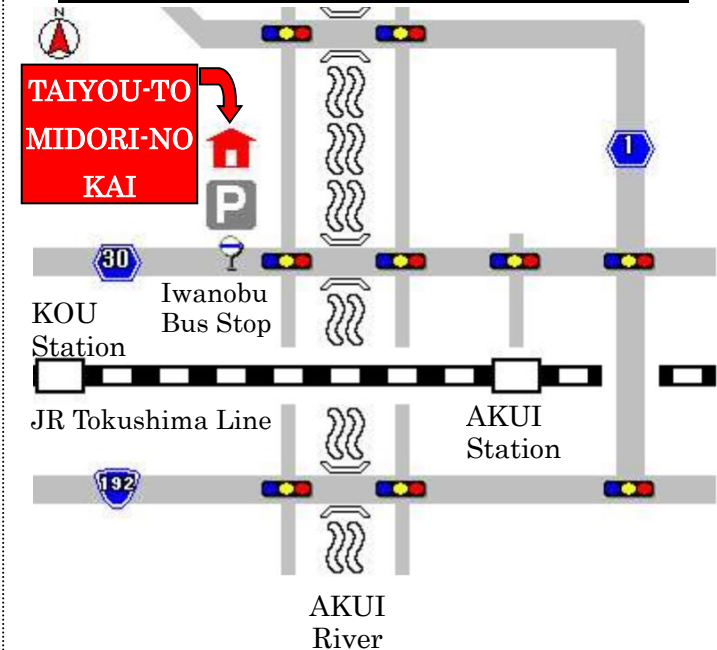 N
TAIYOU-TO
MIDORI-NO
KAI
1
P
30
Iwanobu
Bus Stop
KOU
Station
JR Tokushima Line
AKUI
Station
192
AKUI
River